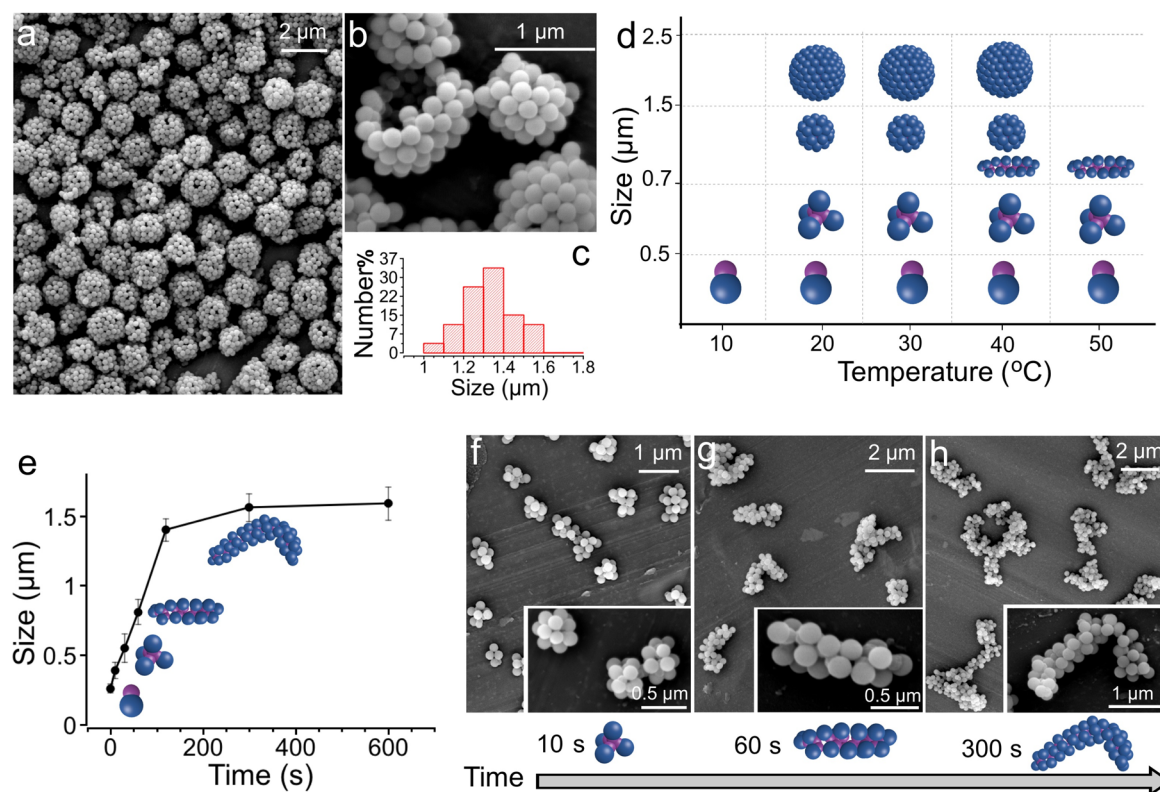 a
2 µm
b
1 µm
c
Number%
37
30
22
15
7
0
1
1.2
1.4
1.6
1.8
Size (µm)
d
2.5
1.5
0.7
0.5
Size (µm)
10
20
30
40
50
Temperature (°C)
e
Size (µm)
1.5
1
0.5
0
0
200
400
600
Time (s)
f
1 µm
0.5 µm
g
2 µm
0.5 µm
h
2 µm
1 µm
10 s
60 s
300 s
Time